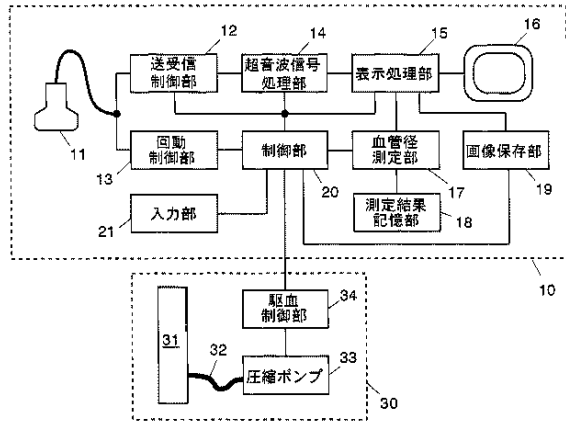 12
14
15
16
送受信
制御部
超音波信号
処理部
表示処理部
11
回動
制御部
制御部
血管径
測定部
画像保存部
13
20
17
19
入力部
測定結果
記憶部
21
18
10
駆血
制御部
34
31
32
33
圧縮ポンプ
30